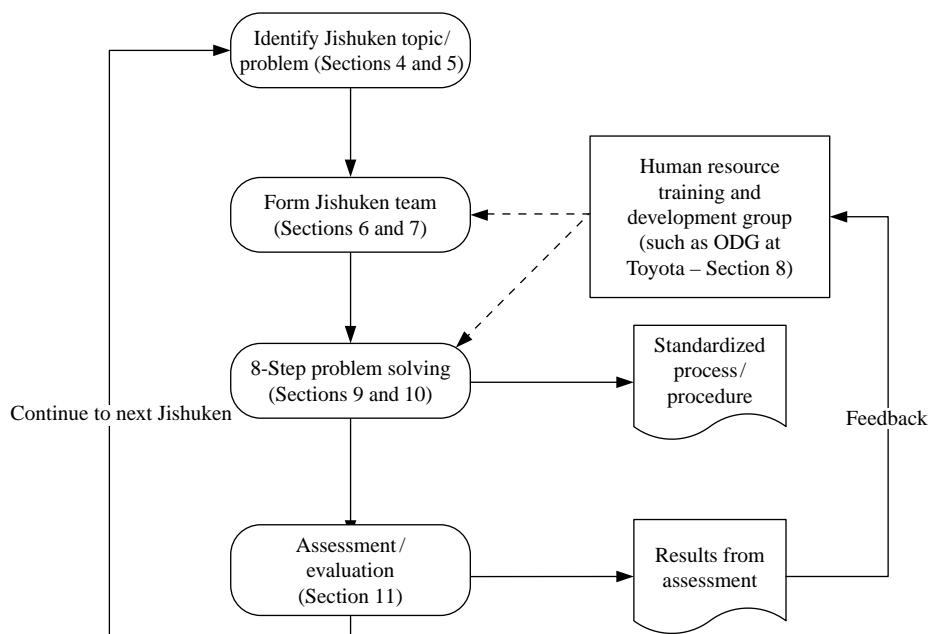 Identify Jishuken topic/
problem (Sections 4 and 5)
Human resource
training and
development group
(such as ODG at
Toyota – Section 8)
Form Jishuken team
(Sections 6 and 7)
8-Step problem solving
(Sections 9 and 10)
Standardized
process/
procedure
Continue to next Jishuken
Feedback
Assessment/
evaluation
(Section 11)
Results from
assessment